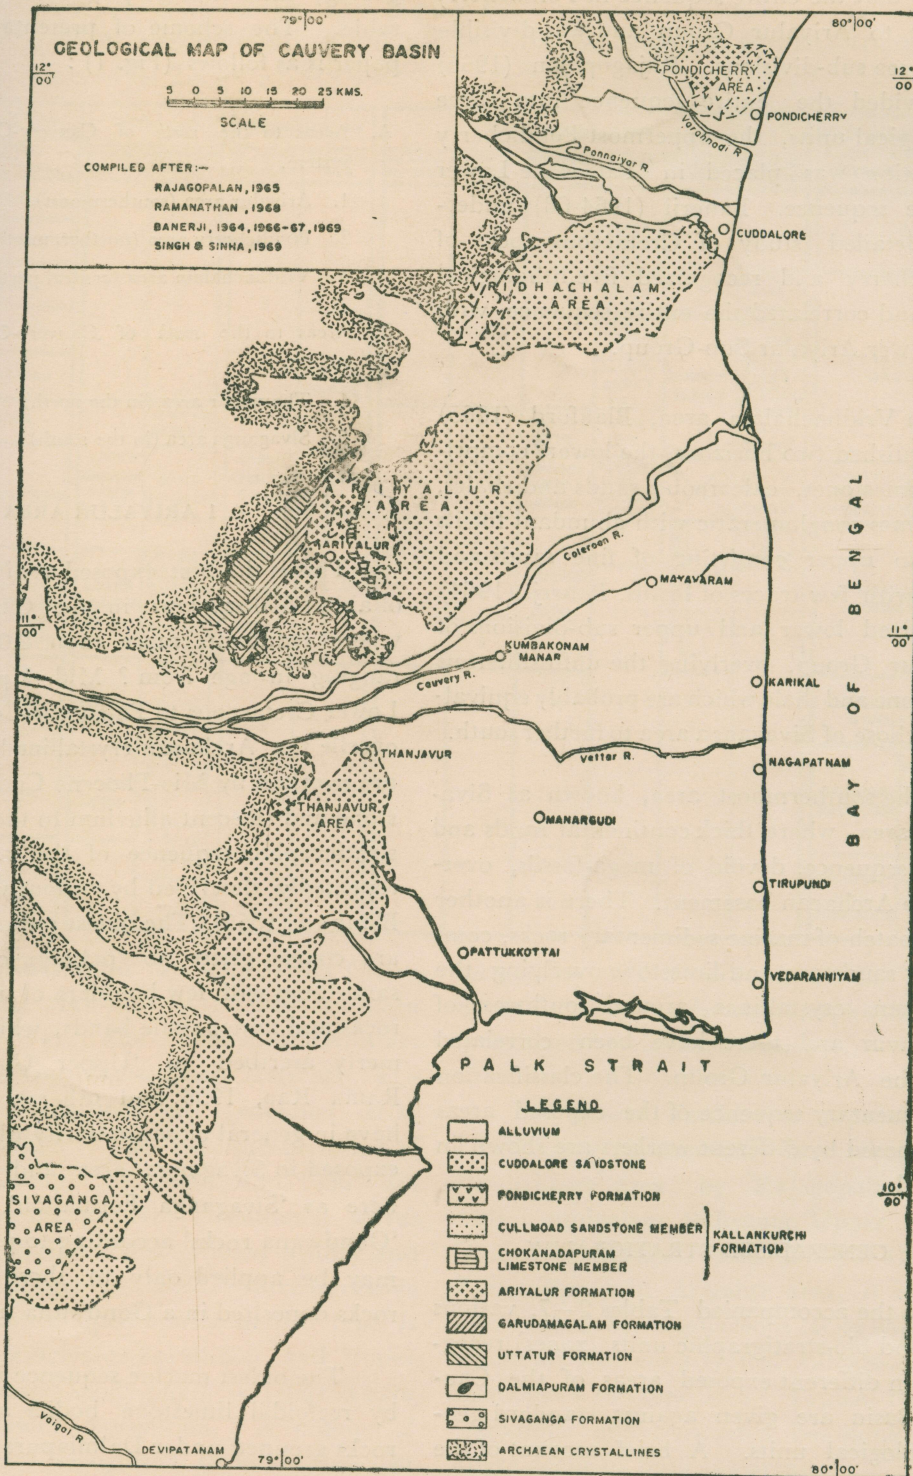 79° 00'
80° 00'
GEOLOGICAL MAP OF CAUVERY BASIN
12°
00'
12°
00'
5 0 5 10 15 20 25 KMS.
SCALE
COMPILED AFTER:—
RAJAGOPALAN, 1965
RAMANATHAN, 1968
BANERJI, 1964, 1966-67, 1969
SINGH & SINHA, 1969
PONDICHERRY
AREA
PONDICHERRY
Varahnadi R
Ponnaiyar R
CUDDALORE
VRIDHACHALAM
AREA
ARIYALUR
AREA
ARIYALUR
Coleroon R.
MAYAVARAM
BAY OF BENGAL
11°
00'
11°
00'
KUMBAKONAM
MANAR
Cauvery R.
KARIKAL
THANJAVUR
Vettar R.
NAGAPATNAM
THANJAVUR
AREA
MANARGUDI
TIRUPUNDI
PATTUKKOTTAI
VEDARANNIYAM
PALK STRAIT
LEGEND
ALLUVIUM
CUDDALORE SANDSTONE
PONDICHERRY FORMATION
CULLMOAD SANDSTONE MEMBER
CHOKANADAPURAM
LIMESTONE MEMBER
KALLANKURCHI
FORMATION
ARIYALUR FORMATION
GARUDAMAGALAM FORMATION
UTTATUR FORMATION
DALMIAPURAM FORMATION
SIVAGANGA FORMATION
ARCHAEAN CRYSTALLINES
10°
00'
SIVAGANGA
AREA
Vaigai R.
DEVIPATANAM
79° 00'
80° 00'